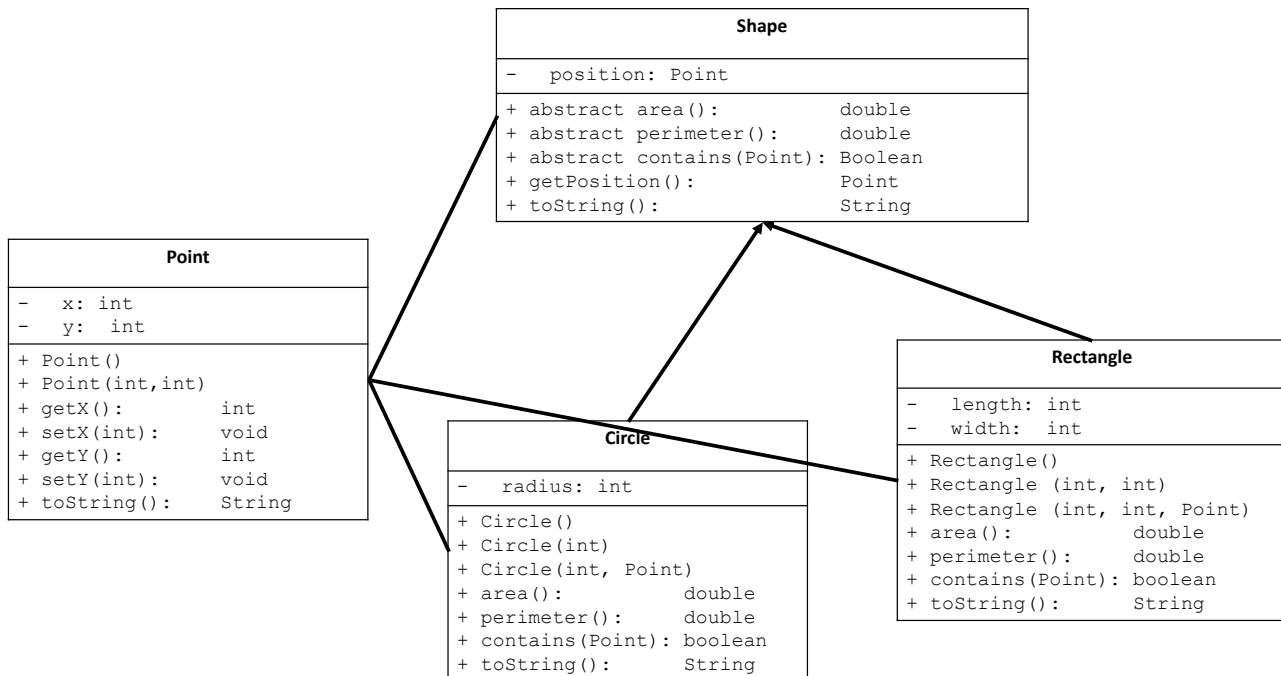 Shape
- position: Point
+ abstract area(): double
+ abstract perimeter(): double
+ abstract contains(Point): Boolean
+ getPosition(): Point
+ toString(): String
Point
- x: int
- y: int
+ Point()
+ Point(int,int)
+ getX(): int
+ setX(int): void
+ getY(): int
+ setY(int): void
+ toString(): String
Circle
- radius: int
+ Circle()
+ Circle(int)
+ Circle(int, Point)
+ area(): double
+ perimeter(): double
+ contains(Point): boolean
+ toString(): String
Rectangle
- length: int
- width: int
+ Rectangle()
+ Rectangle (int, int)
+ Rectangle (int, int, Point)
+ area(): double
+ perimeter(): double
+ contains(Point): boolean
+ toString(): String